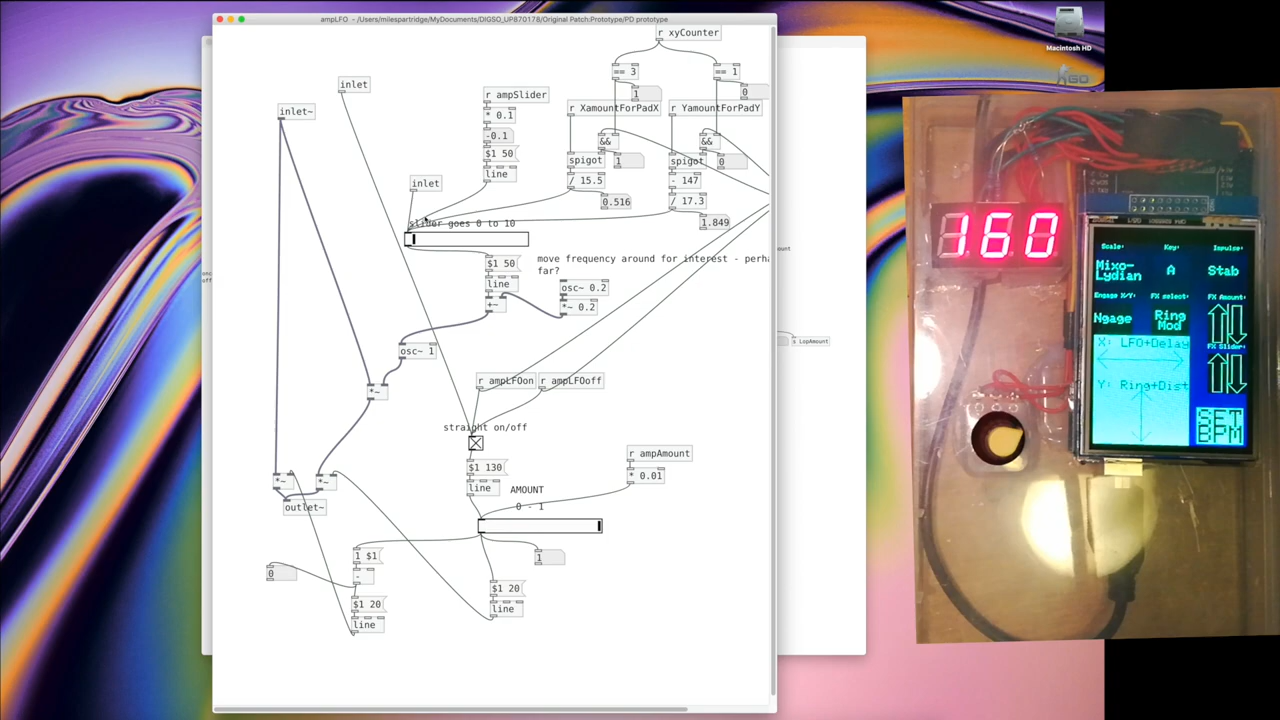 ampLFO - /Users/milespartridge/MyDocuments/DIGSO_UP870178/Original Patch:Prototype/PD prototype
r xyCounter
Macintosh HD
GO
== 3
== 1
inlet
1
0
r ampSlider
inlet~
* 0.1
r XamountForPadX
r YamountForPadY
-0.1
&&
&&
$1 50
spigot
1
spigot
0
line
/ 15.5
- 147
inlet
0.516
/ 17.3
slider goes 0 to 10
1.849
$1 50
move frequency around for interest - perha
far?
line
osc~ 0.2
+~
*~ 0.2
osc~ 1
s LopAmount
*~
r ampLFOon
r ampLFOoff
straight on/off
r ampAmount
$1 130
* 0.01
*~
*~
line
AMOUNT
0 - 1
outlet~
1 $1
1
0
-
$1 20
$1 20
line
line
160
Scale:
Key:
Impulse:
Mixo-
Lydian
A
Stab
Engage X/Y:
FX select:
FX Amount:
Ngage
Ring
Mod
X: LFO+Delay
FX Slider:
Y: Ring+Dist
SET
BPM